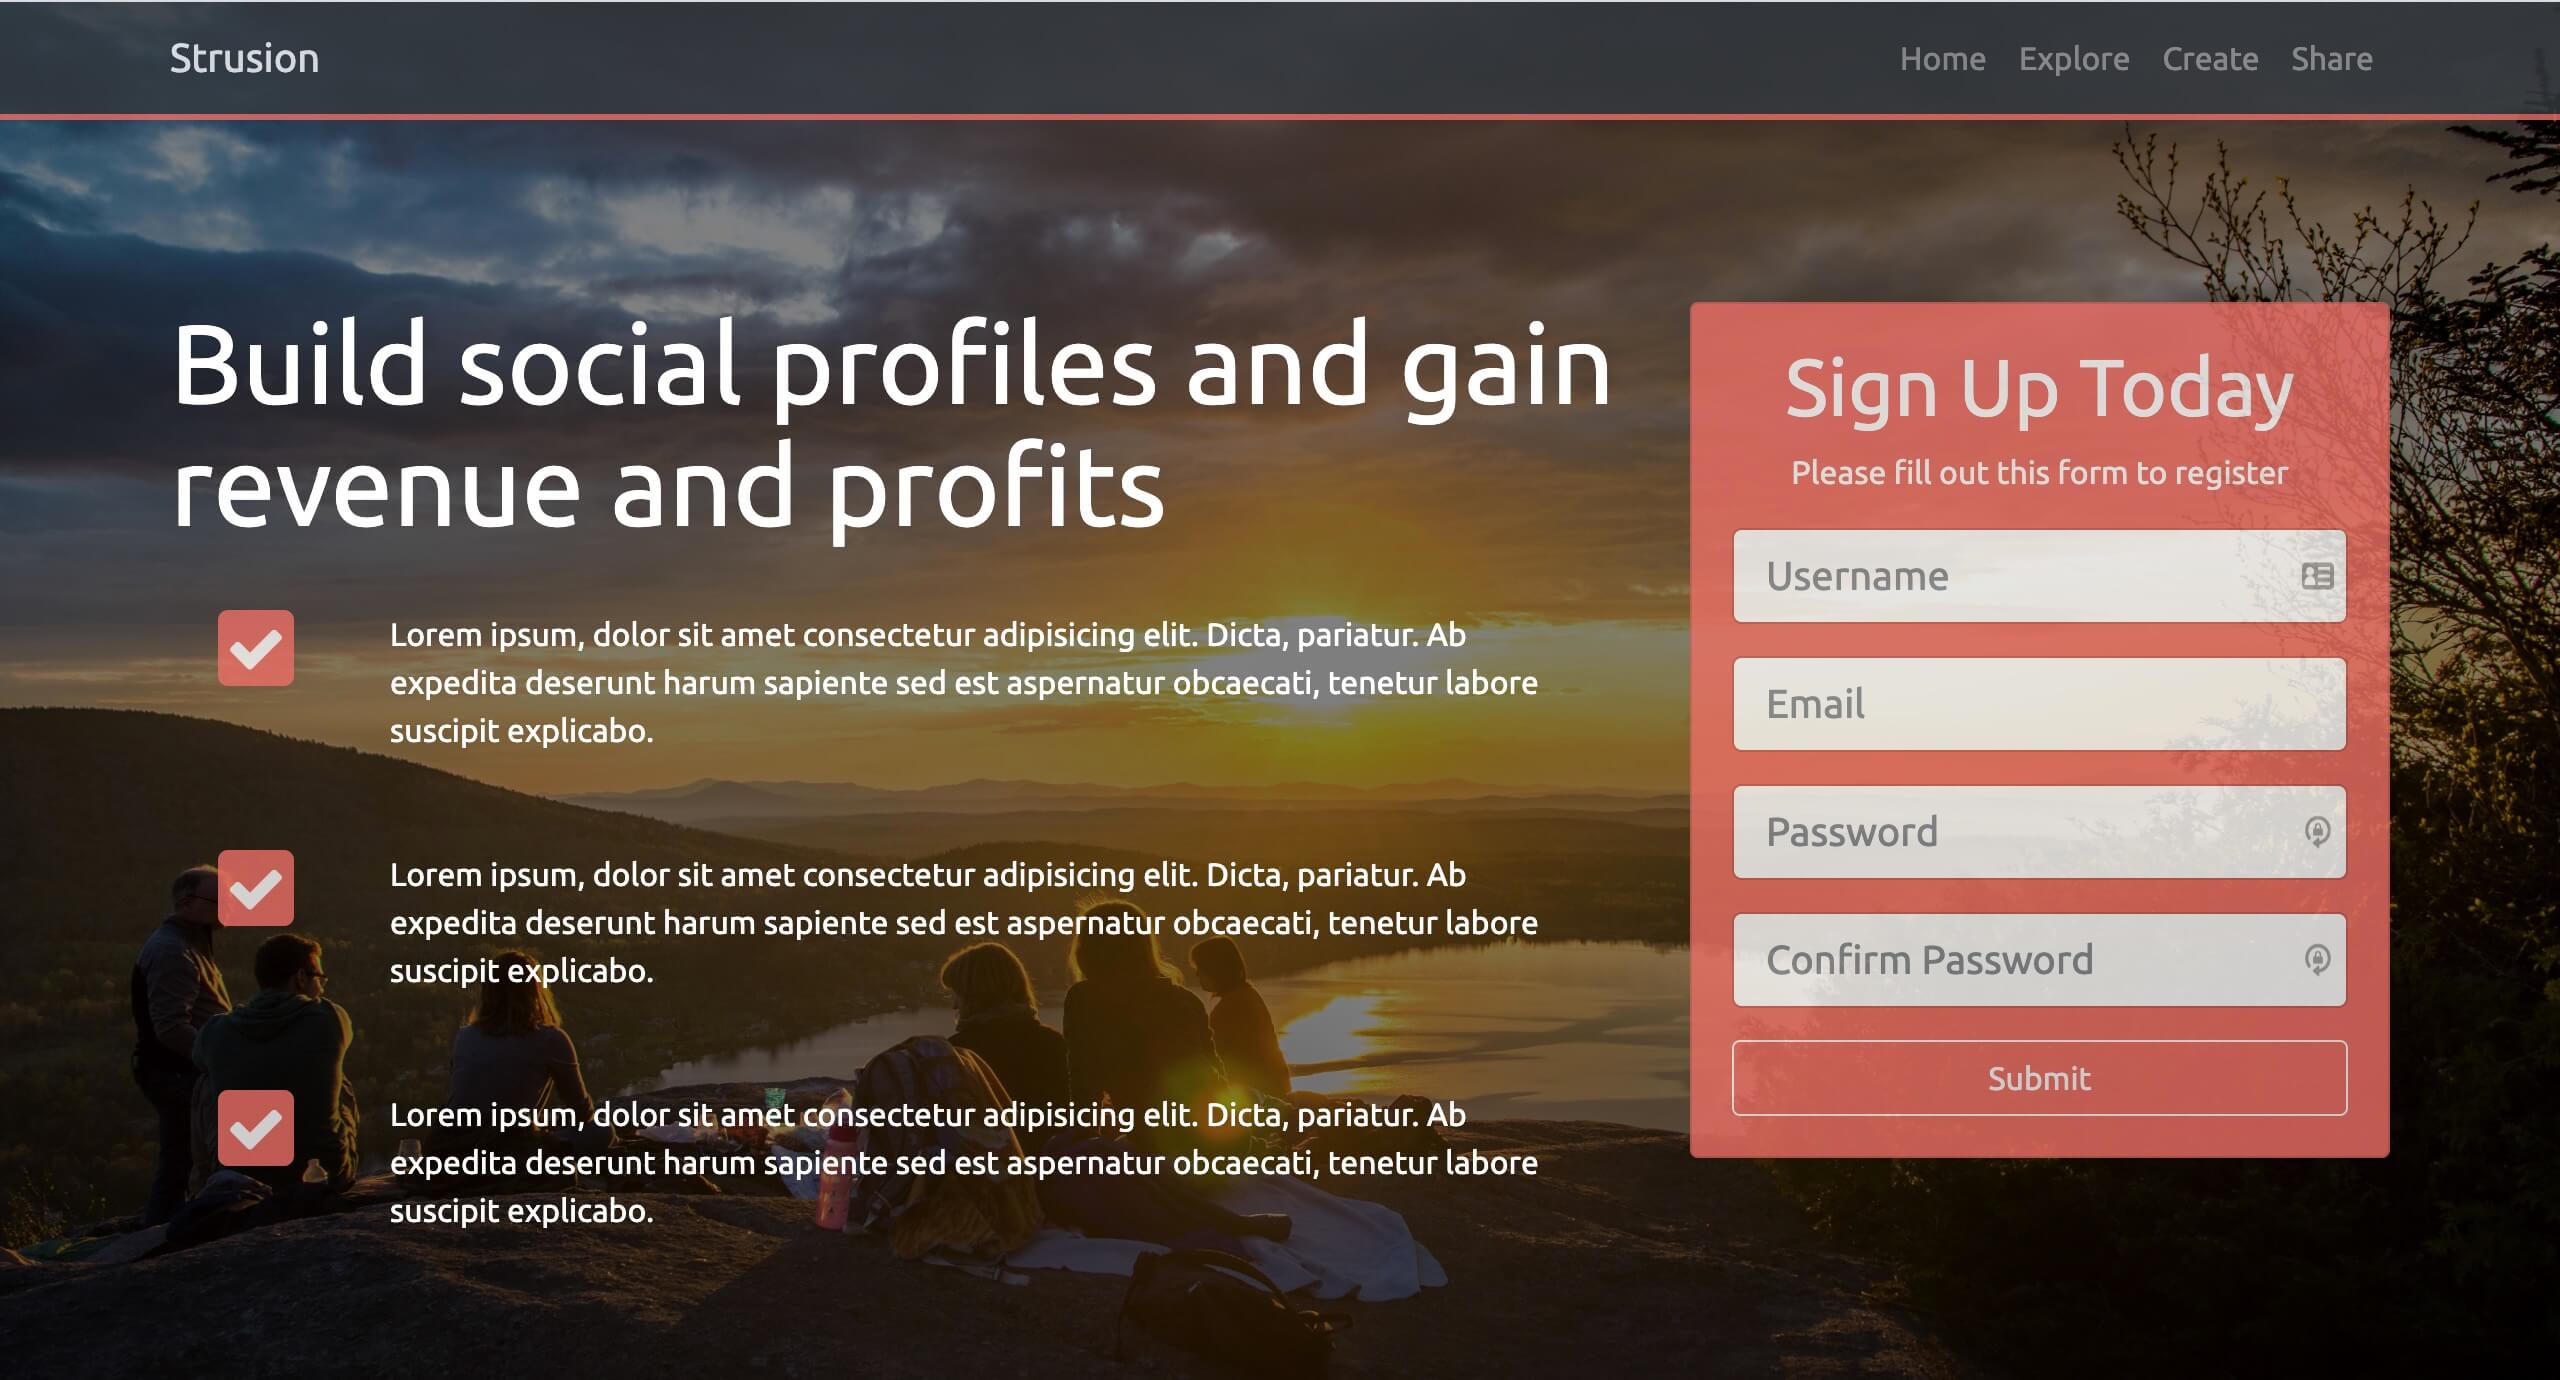 Strusion
Home Explore Create Share
Build social profiles and gain
revenue and profits
Lorem ipsum, dolor sit amet consectetur adipisicing elit. Dicta, pariatur. Ab
expedita deserunt harum sapiente sed est aspernatur obcaecati, tenetur labore
suscipit explicabo.
Lorem ipsum, dolor sit amet consectetur adipisicing elit. Dicta, pariatur. Ab
expedita deserunt harum sapiente sed est aspernatur obcaecati, tenetur labore
suscipit explicabo.
Lorem ipsum, dolor sit amet consectetur adipisicing elit. Dicta, pariatur. Ab
expedita deserunt harum sapiente sed est aspernatur obcaecati, tenetur labore
suscipit explicabo.
Sign Up Today
Please fill out this form to register
Username
Email
Password
Confirm Password
Submit